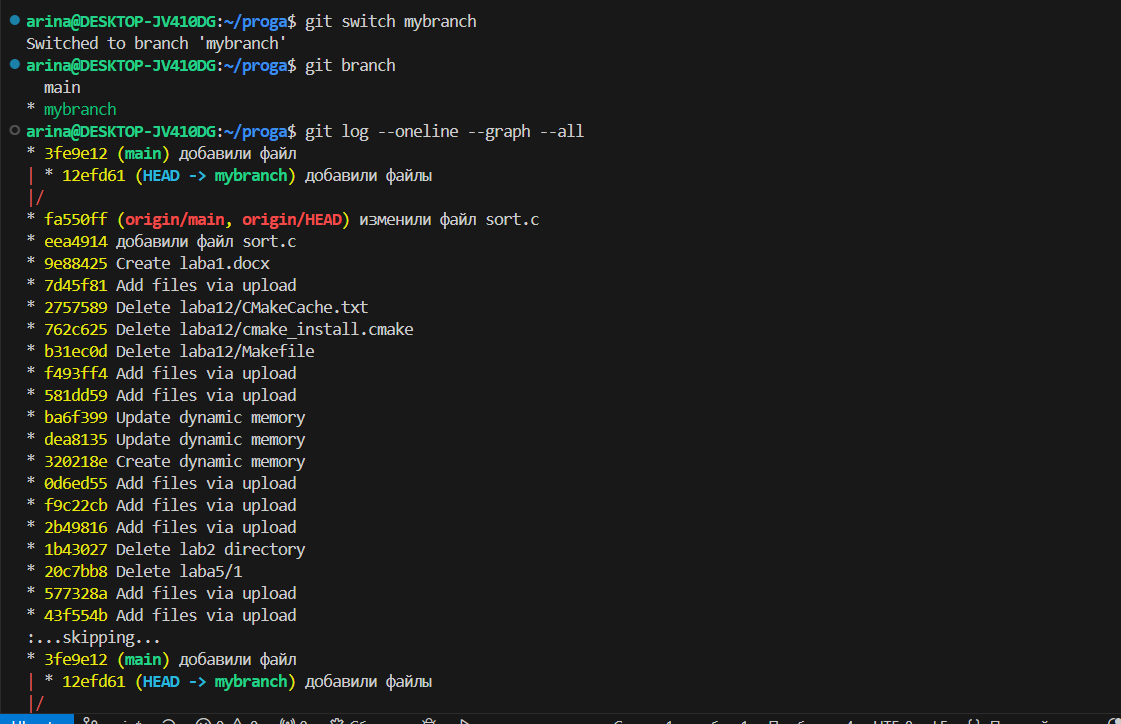 arina@DESKTOP-JV410DG:~/proga$ git switch mybranch
Switched to branch 'mybranch'
arina@DESKTOP-JV410DG:~/proga$ git branch
  main
* mybranch
arina@DESKTOP-JV410DG:~/proga$ git log --oneline --graph --all
* 3fe9e12 (main) добавили файл
| * 12efd61 (HEAD -> mybranch) добавили файлы
|/
* fa550ff (origin/main, origin/HEAD) изменили файл sort.c
* eea4914 добавили файл sort.c
* 9e88425 Create laba1.docx
* 7d45f81 Add files via upload
* 2757589 Delete laba12/CMakeCache.txt
* 762c625 Delete laba12/cmake_install.cmake
* b31ec0d Delete laba12/Makefile
* f493ff4 Add files via upload
* 581dd59 Add files via upload
* ba6f399 Update dynamic memory
* dea8135 Update dynamic memory
* 320218e Create dynamic memory
* 0d6ed55 Add files via upload
* f9c22cb Add files via upload
* 2b49816 Add files via upload
* 1b43027 Delete lab2 directory
* 20c7bb8 Delete laba5/1
* 577328a Add files via upload
* 43f554b Add files via upload
:...skipping...
* 3fe9e12 (main) добавили файл
| * 12efd61 (HEAD -> mybranch) добавили файлы
|/